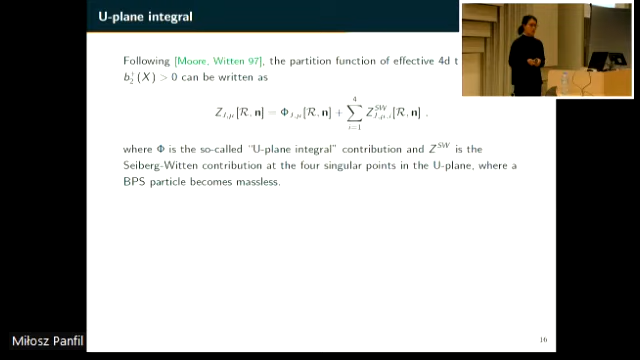 U-plane integral
Following [Moore, Witten 97], the partition function of effective 4d t
b₂⁺(X) > 0 can be written as
Z_{J,μ}[R, n] = Φ_{J,μ}[R, n] + ∑_{i=1}^{4} Z^{SW}_{J,μ,i}[R, n] .
where Φ is the so-called "U-plane integral" contribution and Z^{SW} is the
Seiberg-Witten contribution at the four singular points in the U-plane, where a
BPS particle becomes massless.
Miłosz Panfil
16